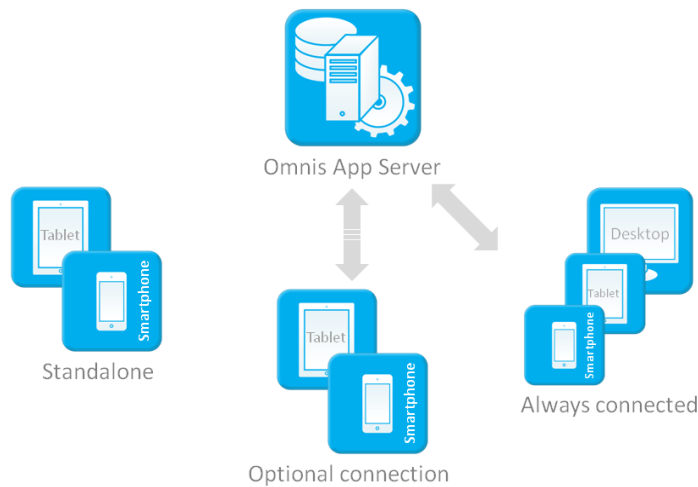 Omnis App Server
Tablet
Smartphone
Standalone
Tablet
Smartphone
Optional connection
Desktop
Tablet
Smartphone
Always connected